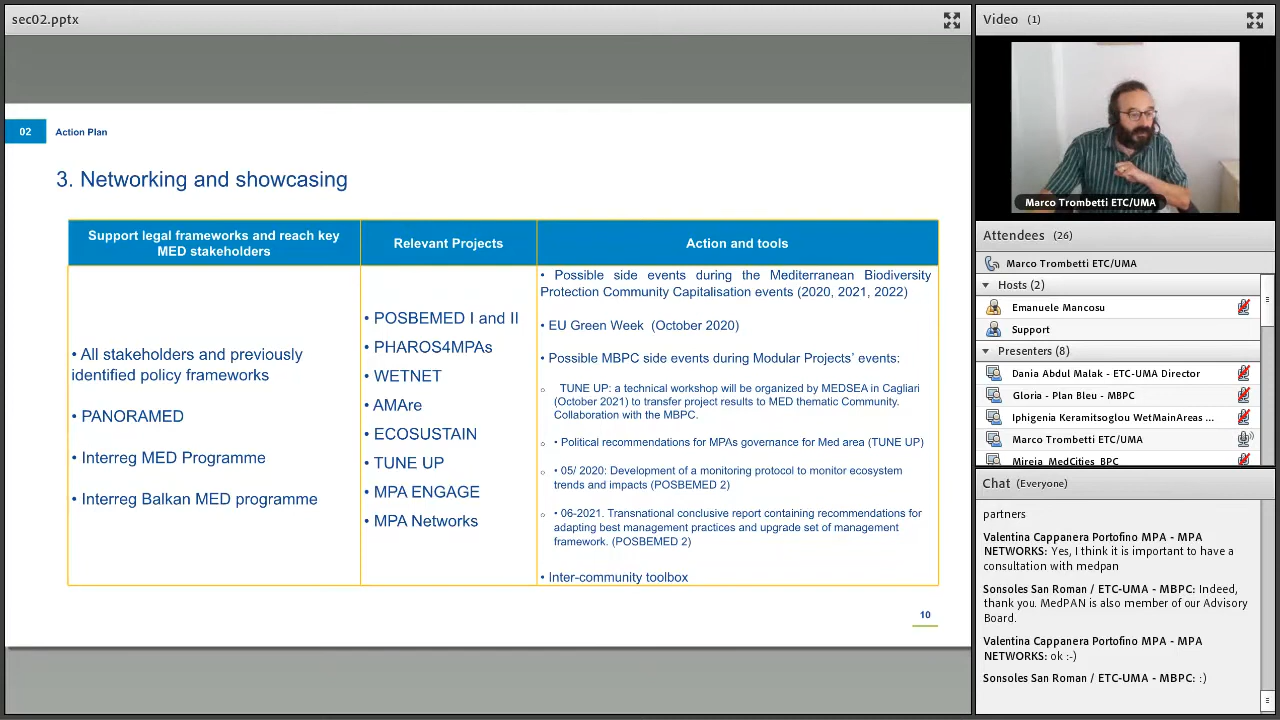 sec02.pptx
02 Action Plan
3. Networking and showcasing
Support legal frameworks and reach key
MED stakeholders
Relevant Projects
Action and tools
• All stakeholders and previously
identified policy frameworks
• PANORAMED
• Interreg MED Programme
• Interreg Balkan MED programme
• POSBEMED I and II
• PHAROS4MPAs
• WETNET
• AMAre
• ECOSUSTAIN
• TUNE UP
• MPA ENGAGE
• MPA Networks
• Possible side events during the Mediterranean Biodiversity
Protection Community Capitalisation events (2020, 2021, 2022)
• EU Green Week (October 2020)
• Possible MBPC side events during Modular Projects' events:
o TUNE UP: a technical workshop will be organized by MEDSEA in Cagliari
(October 2021) to transfer project results to MED thematic Community.
Collaboration with the MBPC.
o • Political recommendations for MPAs governance for Med area (TUNE UP)
o • 05/ 2020: Development of a monitoring protocol to monitor ecosystem
trends and impacts (POSBEMED 2)
o • 06-2021. Transnational conclusive report containing recommendations for
adapting best management practices and upgrade set of management
framework. (POSBEMED 2)
• Inter-community toolbox
10
Video (1)
Marco Trombetti ETC/UMA
Attendees (26)
Marco Trombetti ETC/UMA
Hosts (2)
Emanuele Mancosu
Support
Presenters (8)
Dania Abdul Malak - ETC-UMA Director
Gloria - Plan Bleu - MBPC
Iphigenia Keramitsoglou WetMainAreas ...
Marco Trombetti ETC/UMA
Mireia_MedCities_BPC
Chat (Everyone)
partners
Valentina Cappanera Portofino MPA - MPA
NETWORKS: Yes, I think it is important to have a
consultation with medpan
Sonsoles San Roman / ETC-UMA - MBPC: Indeed,
thank you. MedPAN is also member of our Advisory
Board.
Valentina Cappanera Portofino MPA - MPA
NETWORKS: ok :-)
Sonsoles San Roman / ETC-UMA - MBPC: :)